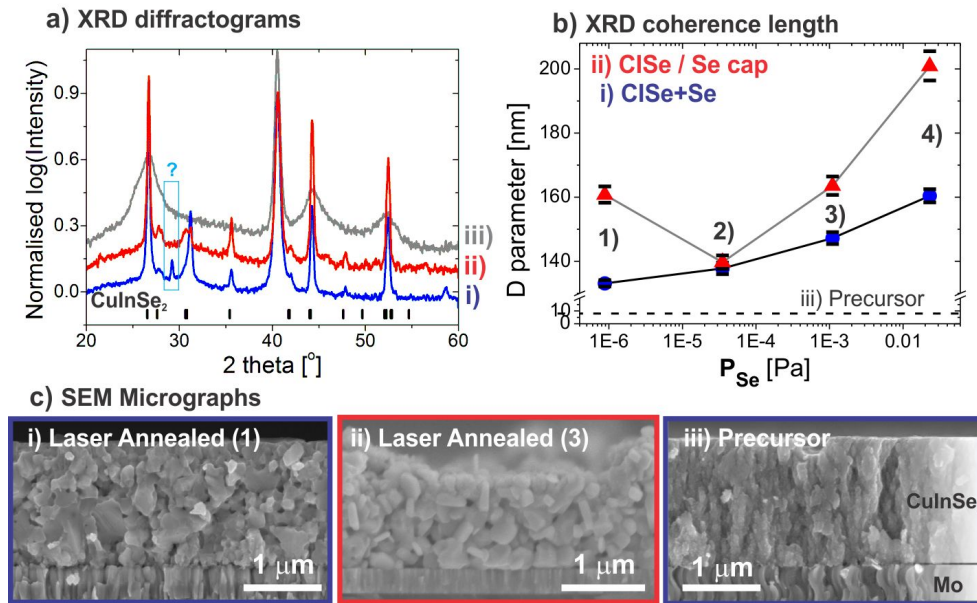 a) XRD diffractograms
Normalised log(Intensity)
0.9
0.6
0.3
0.0
?
iii)
ii)
i)
CuInSe2
20 30 40 50 60
2 theta [°]
b) XRD coherence length
ii) CISe / Se cap
i) CISe+Se
D parameter [nm]
200
180
160
140
10
0
1)
2)
3)
4)
iii) Precursor
1E-6 1E-5 1E-4 1E-3 0.01
PSe [Pa]
c) SEM Micrographs
i) Laser Annealed (1)
1 μm
ii) Laser Annealed (3)
1 μm
iii) Precursor
CuInSe
1 μm
Mo